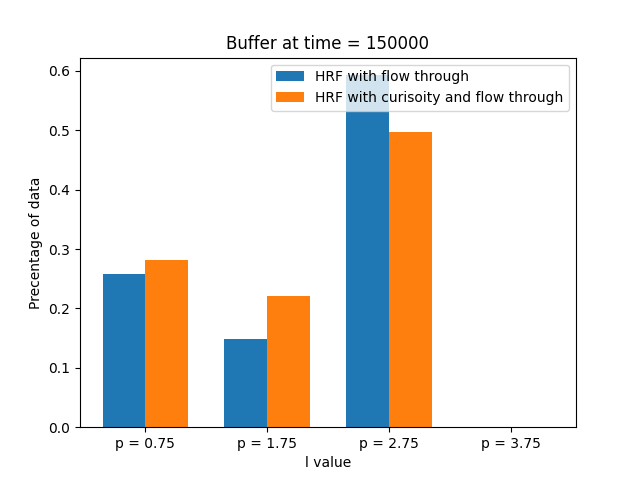 Buffer at time = 150000
HRF with flow through
HRF with curisoity and flow through
Precentage of data
0.6
0.5
0.4
0.3
0.2
0.1
0.0
p = 0.75
p = 1.75
p = 2.75
p = 3.75
l value